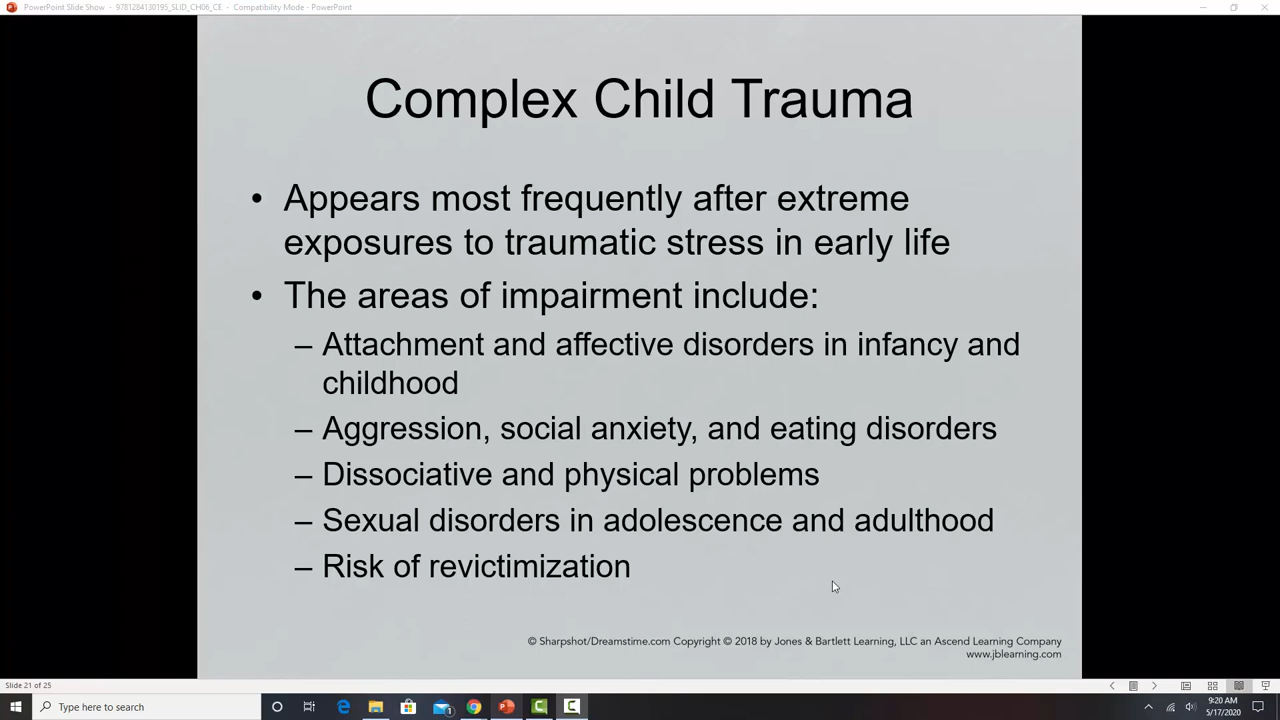 PowerPoint Slide Show - 9781284130195_SLID_CH06_CE - Compatibility Mode - PowerPoint
Complex Child Trauma
• Appears most frequently after extreme
exposures to traumatic stress in early life
• The areas of impairment include:
– Attachment and affective disorders in infancy and
childhood
– Aggression, social anxiety, and eating disorders
– Dissociative and physical problems
– Sexual disorders in adolescence and adulthood
– Risk of revictimization
© Sharpshot/Dreamstime.com Copyright © 2018 by Jones & Bartlett Learning, LLC an Ascend Learning Company
www.jblearning.com
Slide 21 of 25
Type here to search
9:20 AM
5/17/2020